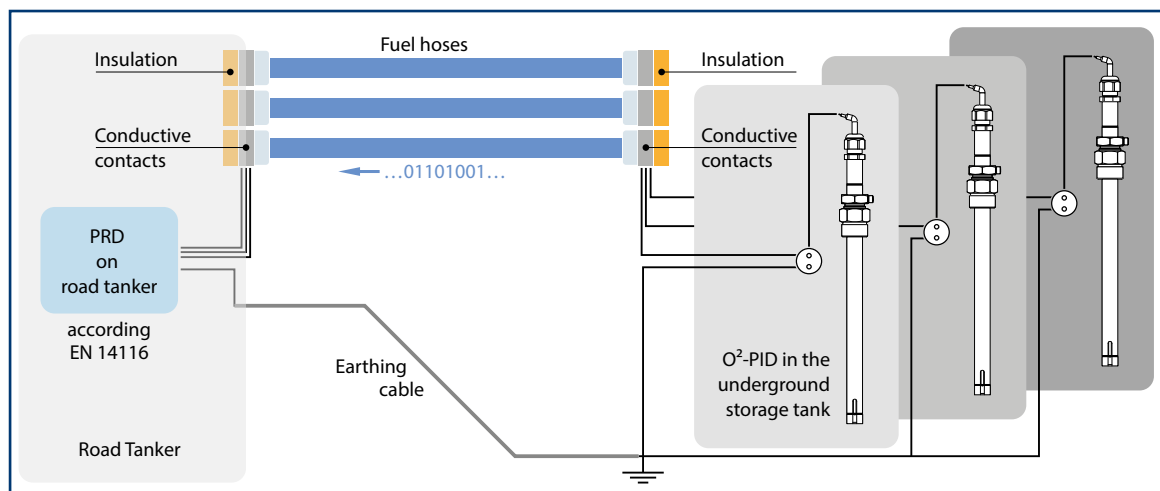 Fuel hoses
Insulation
Insulation
Conductive
contacts
Conductive
contacts
...01101001...
PRD
on
road tanker
according
EN 14116
Earthing
cable
O²-PID in the
underground
storage tank
Road Tanker